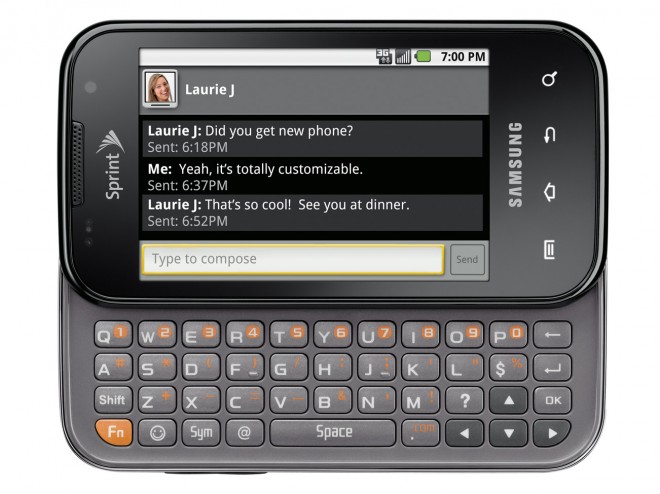 3G 7:00 PM
Laurie J
Laurie J: Did you get new phone?
Sent: 6:18PM
Me: Yeah, it's totally customizable.
Sent: 6:37PM
Laurie J: That's so cool! See you at dinner.
Sent: 6:52PM
Type to compose Send
Sprint
SAMSUNG
Q 1 W 2 E 3 R 4 T 5 Y 6 U 7 I 8 O 9 P 0 ←
A S D F G H J K L $ ↵
Shift Z + X C V B & N M ? ▲ OK
Fn ☺ Sym @ Space . .com ◀ ▼ ▶